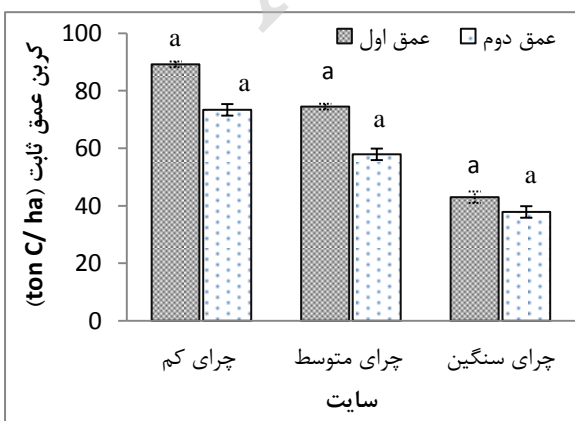 عمق اول
عمق دوم
کربن عمق ثابت (ton C/ ha)
100
80
60
40
20
0
a
a
a
a
a
a
چرای کم
چرای متوسط
چرای سنگین
سایت